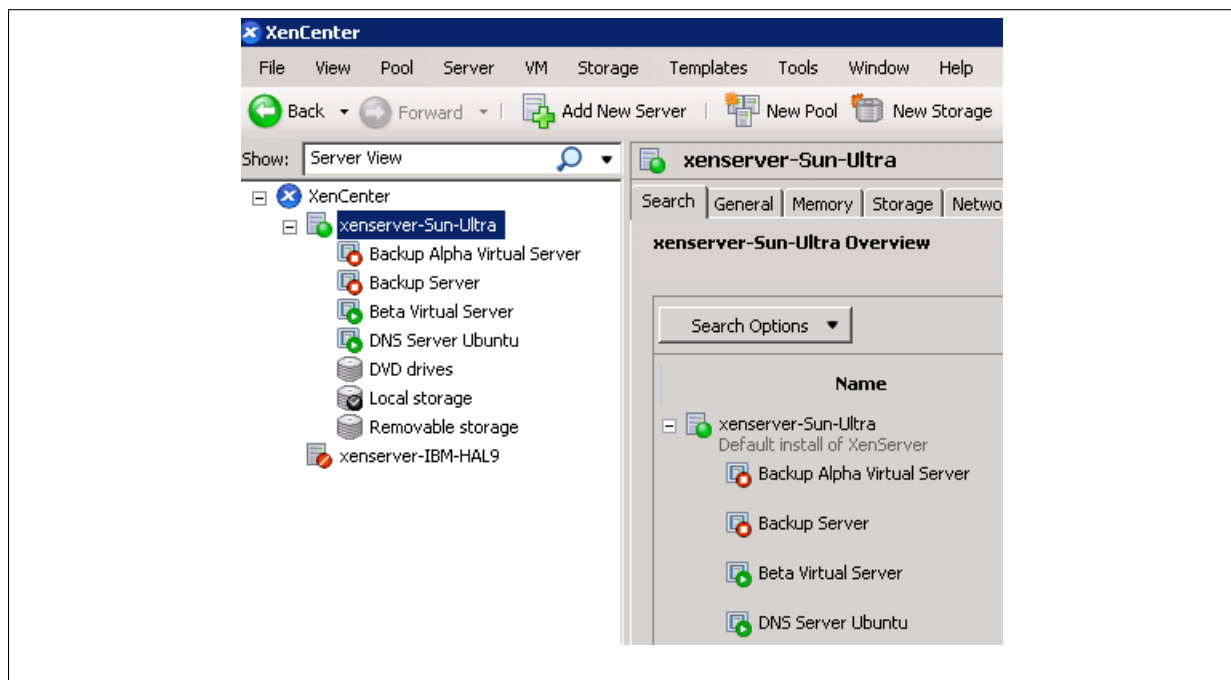 XenCenter
File View Pool Server VM Storage Templates Tools Window Help
Back Forward Add New Server New Pool New Storage
Show: Server View
XenCenter
xenserver-Sun-Ultra
Backup Alpha Virtual Server
Backup Server
Beta Virtual Server
DNS Server Ubuntu
DVD drives
Local storage
Removable storage
xenserver-IBM-HAL9
xenserver-Sun-Ultra
Search General Memory Storage Netwo
xenserver-Sun-Ultra Overview
Search Options
Name
xenserver-Sun-Ultra
Default install of XenServer
Backup Alpha Virtual Server
Backup Server
Beta Virtual Server
DNS Server Ubuntu